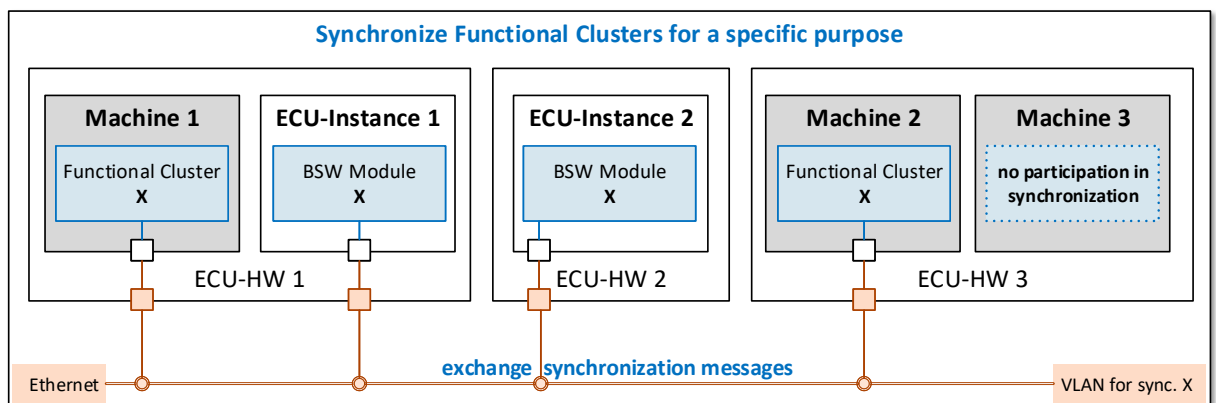 Synchronize Functional Clusters for a specific purpose
Machine 1
Functional Cluster
X
ECU-Instance 1
BSW Module
X
ECU-HW 1
ECU-Instance 2
BSW Module
X
ECU-HW 2
Machine 2
Functional Cluster
X
Machine 3
no participation in
synchronization
ECU-HW 3
exchange synchronization messages
Ethernet
VLAN for sync. X